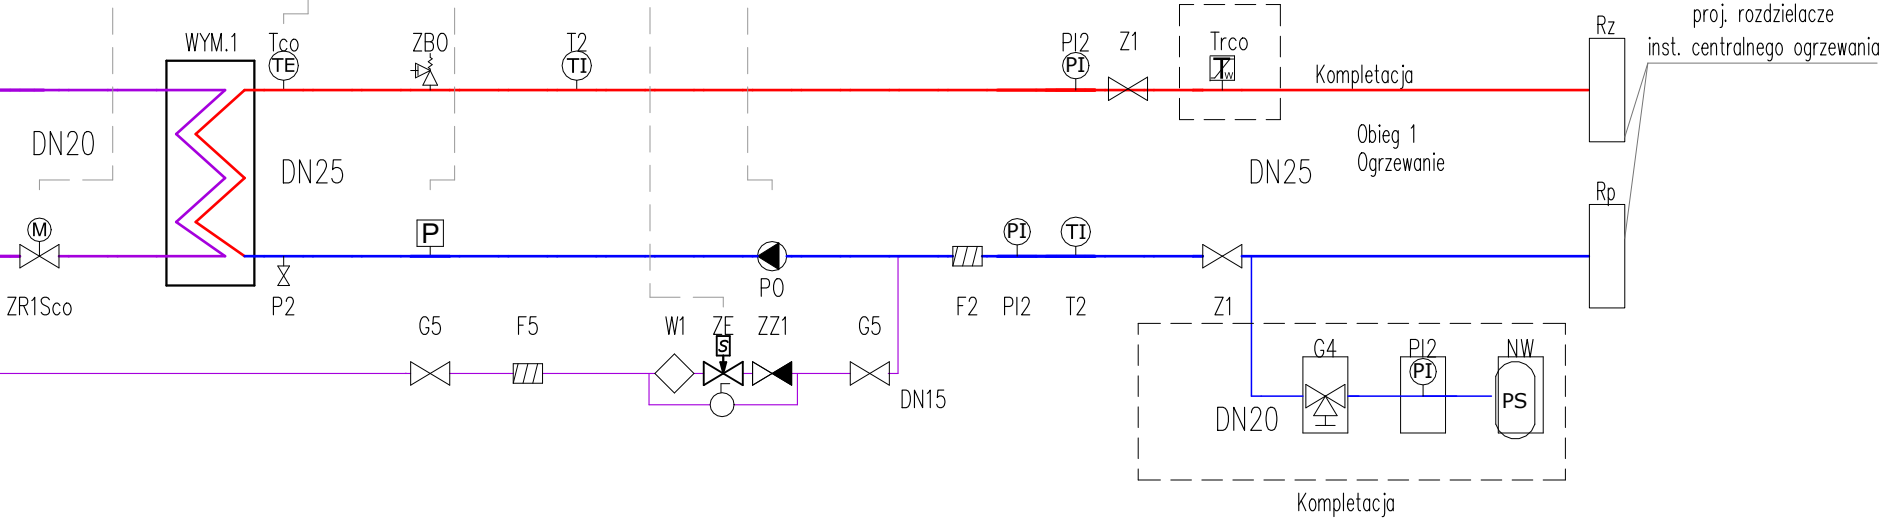 proj. rozdzielacze
inst. centralnego ogrzewania
WYM.1
Tco
TE
ZBO
T2
TI
PI2
PI
Z1
Trco
T
W
Kompletacja
Rz
DN20
DN25
Obieg 1
Ogrzewanie
DN25
Rp
M
P
PI
TI
ZR1Sco
P2
PO
F2
PI2
T2
Z1
G5
F5
W1
ZE
S
ZZ1
G5
DN15
G4
PI2
PI
NW
PS
DN20
Kompletacja